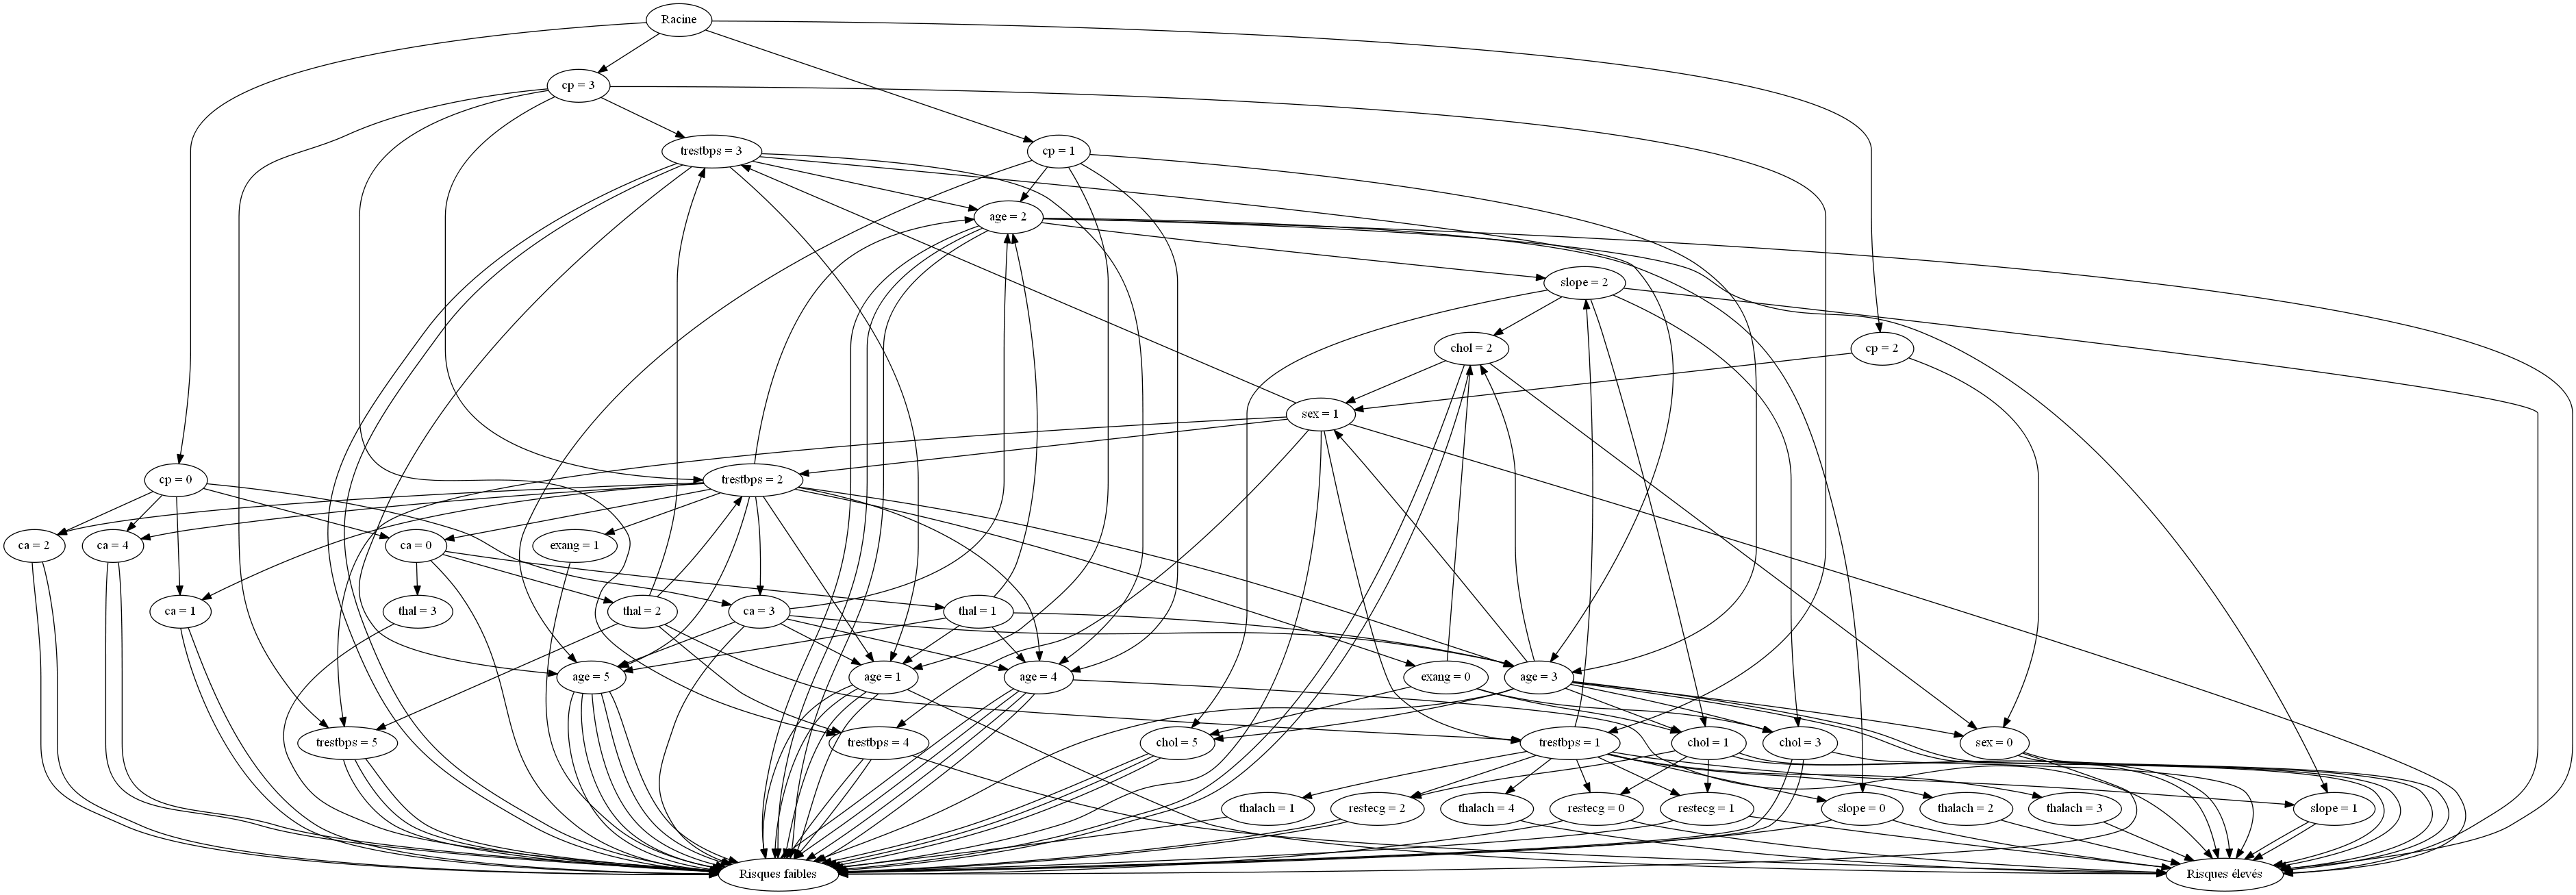 Racine
cp = 3
trestbps = 3
cp = 1
age = 2
slope = 2
chol = 2
cp = 2
sex = 1
cp = 0
trestbps = 2
ca = 2
ca = 4
ca = 0
exang = 1
ca = 1
thal = 3
thal = 2
ca = 3
thal = 1
age = 5
age = 1
age = 4
exang = 0
age = 3
trestbps = 5
trestbps = 4
chol = 5
trestbps = 1
chol = 1
chol = 3
sex = 0
thalach = 1
restecg = 2
thalach = 4
restecg = 0
restecg = 1
slope = 0
thalach = 2
thalach = 3
slope = 1
Risques faibles
Risques élevés